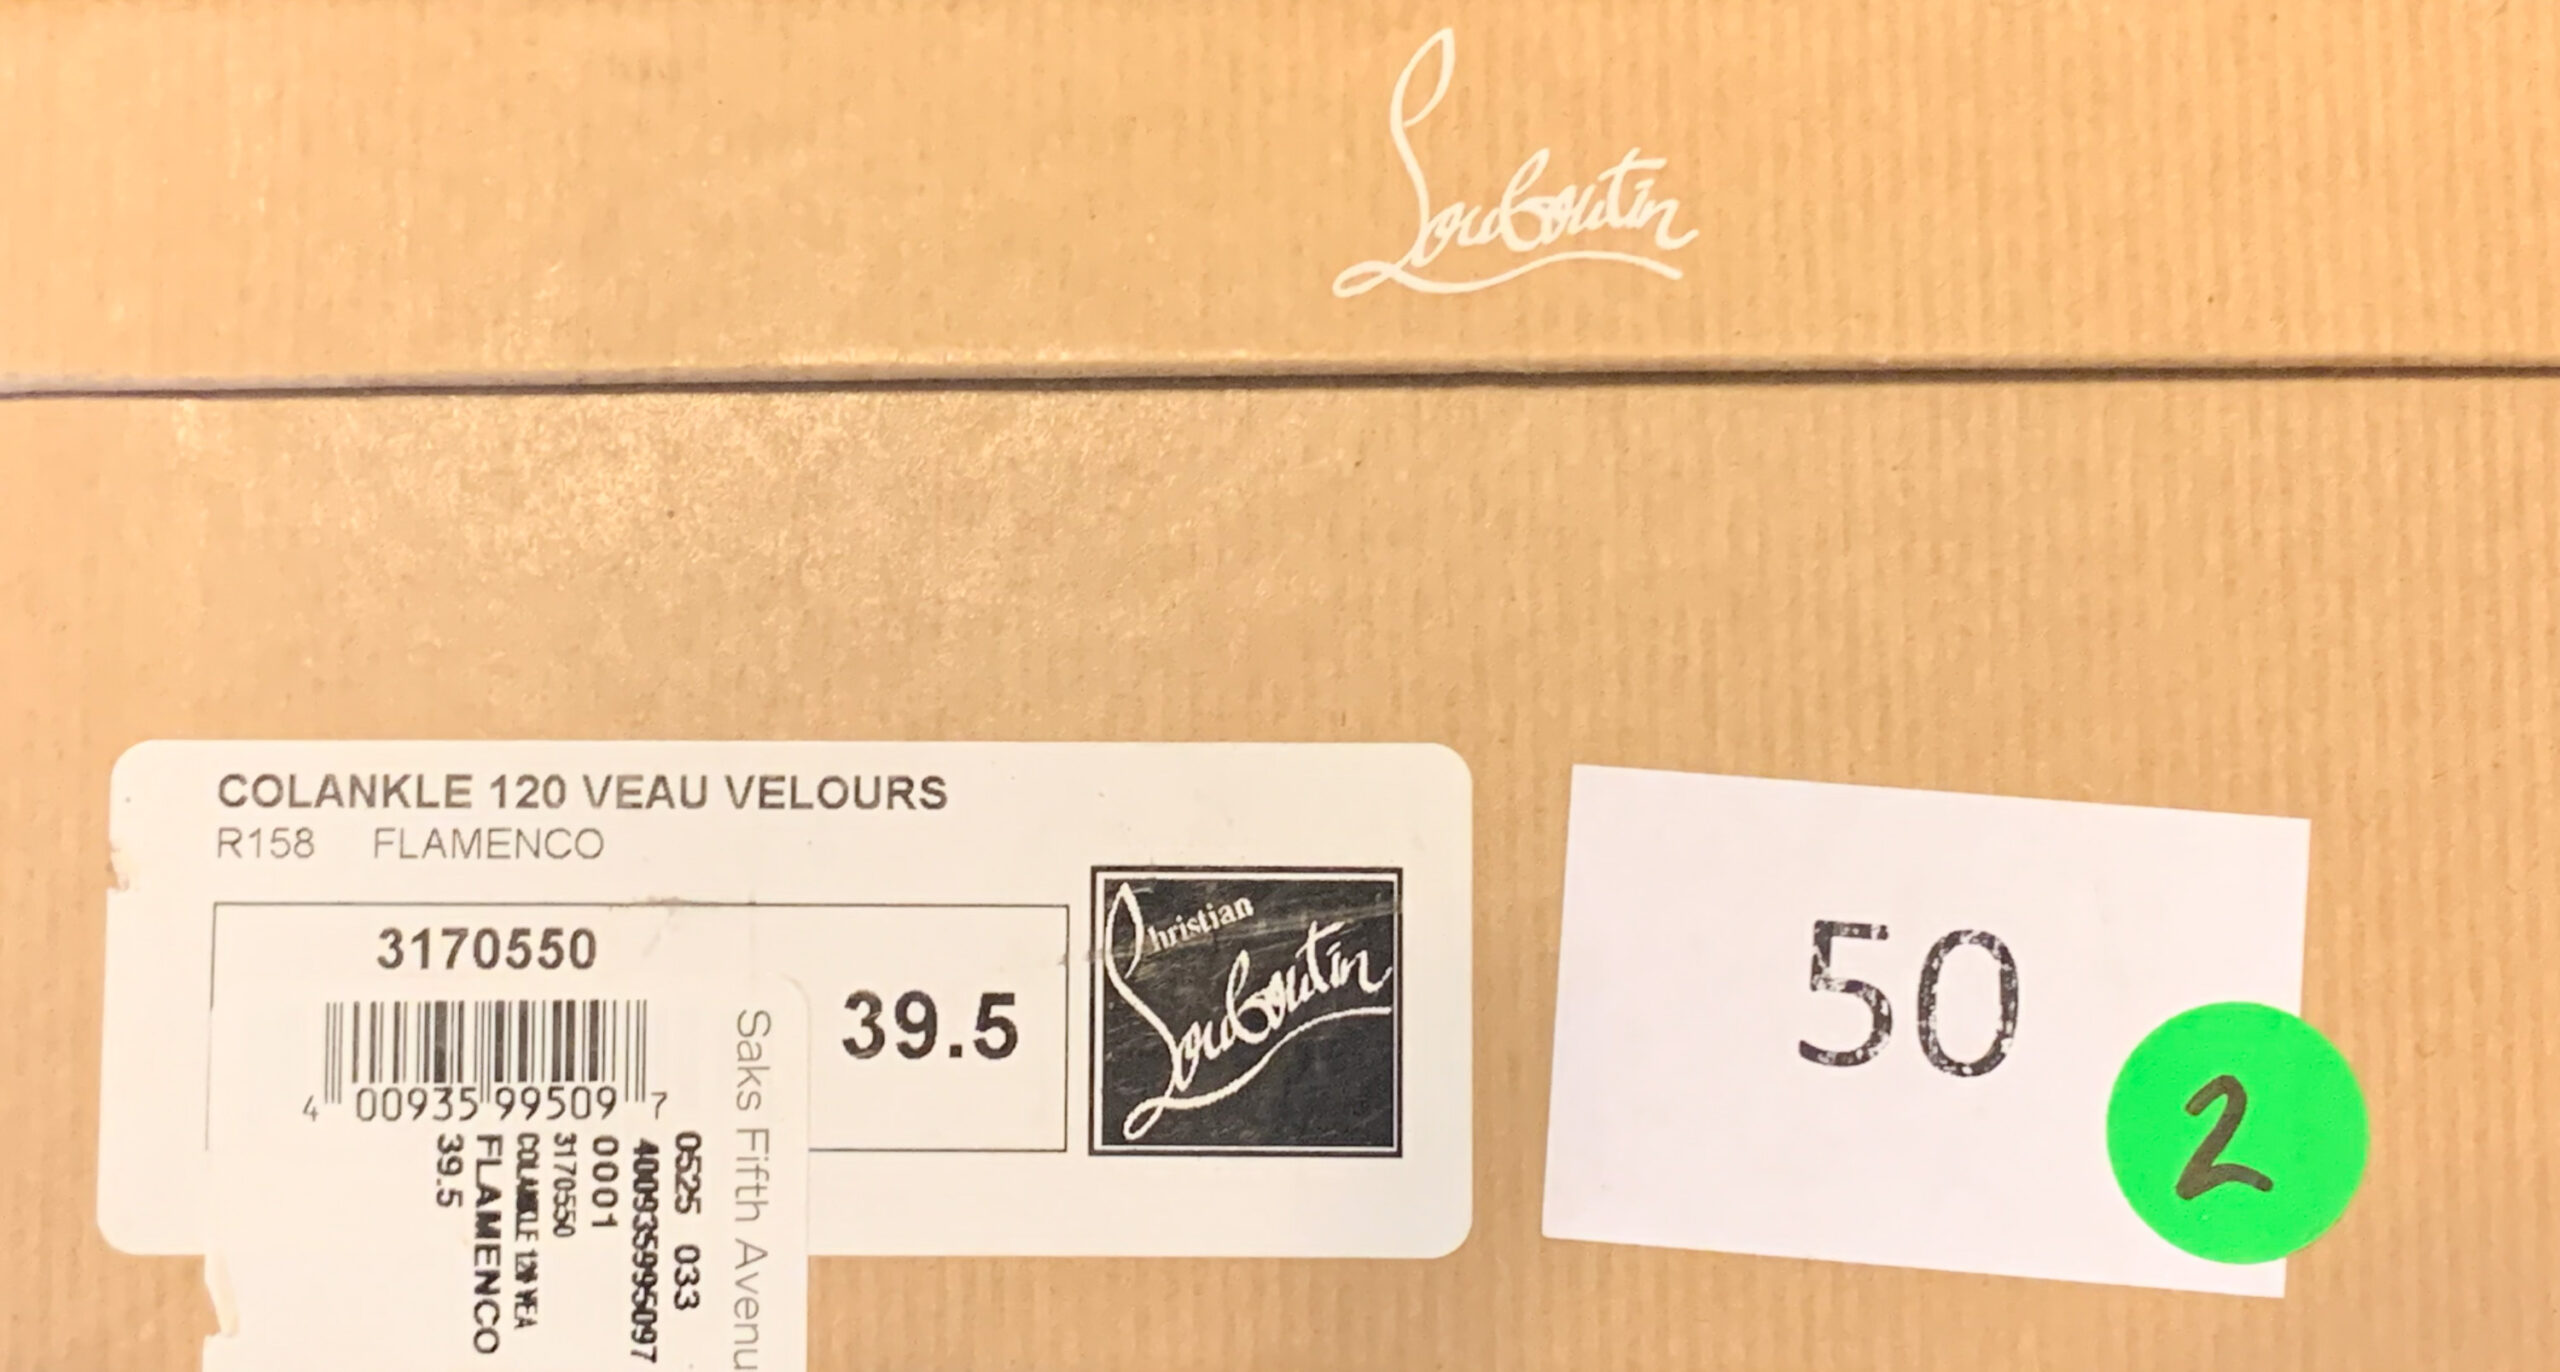 Louboutin
COLANKLE 120 VEAU VELOURS
R158 FLAMENCO
3170550
39.5
Christian
Louboutin
4 00935 99509 7
Saks Fifth Avenu
0525 033
400935995097
0001
3170550
COLANKLE 120 VEA
FLAMENCO
39.5
50
2